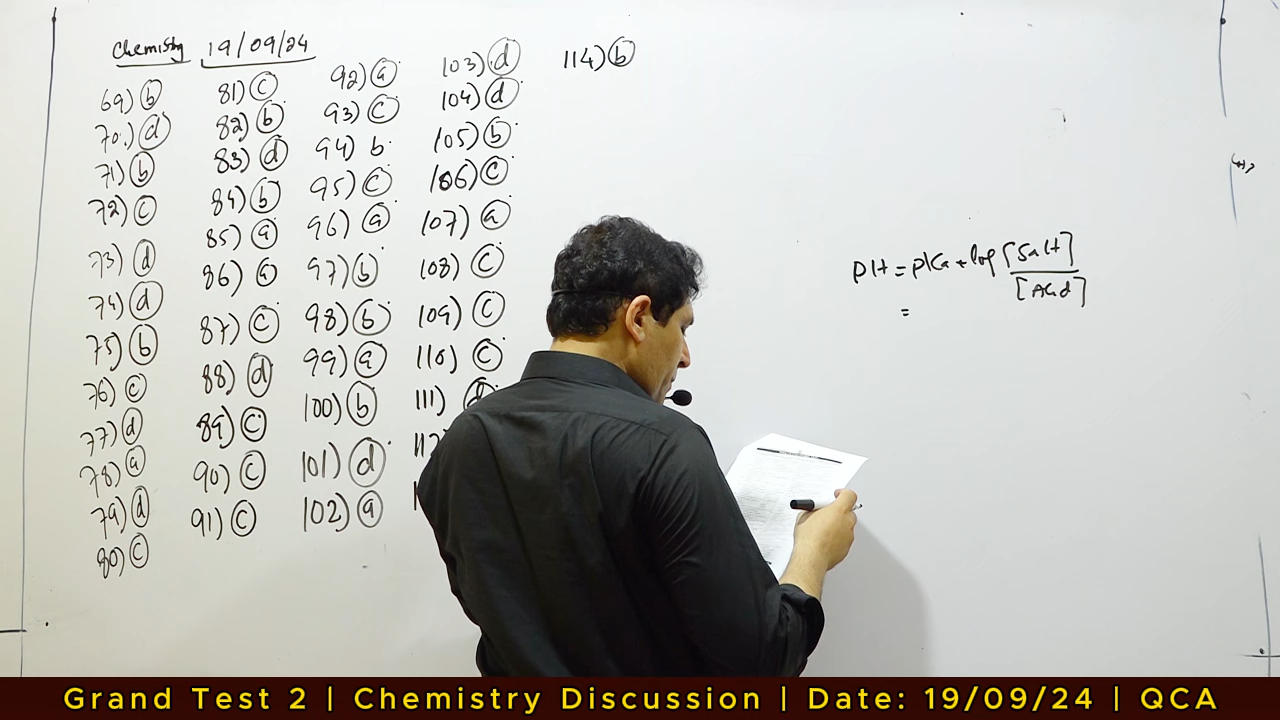 Chemistry 19/09/24
69) b
70.) d
71) b
72) c
73) d
74) d
75) b
76) c
77) d
78) a
79) d
80) c
81) c
82) b
83) d
84) b
85) a
86) a
87) c
88) d
89) c
90) c
91) c
92) a
93) c
94) b
95) c
96) a
97) b
98) b
99) a
100) b
101) d
102) a
103) d
104) d
105) b
106) c
107) a
108) c
109) c
110) c
111)
114) b
pH = pKa + log [Salt]
[Acid]
=
Grand Test 2 | Chemistry Discussion | Date: 19/09/24 | QCA